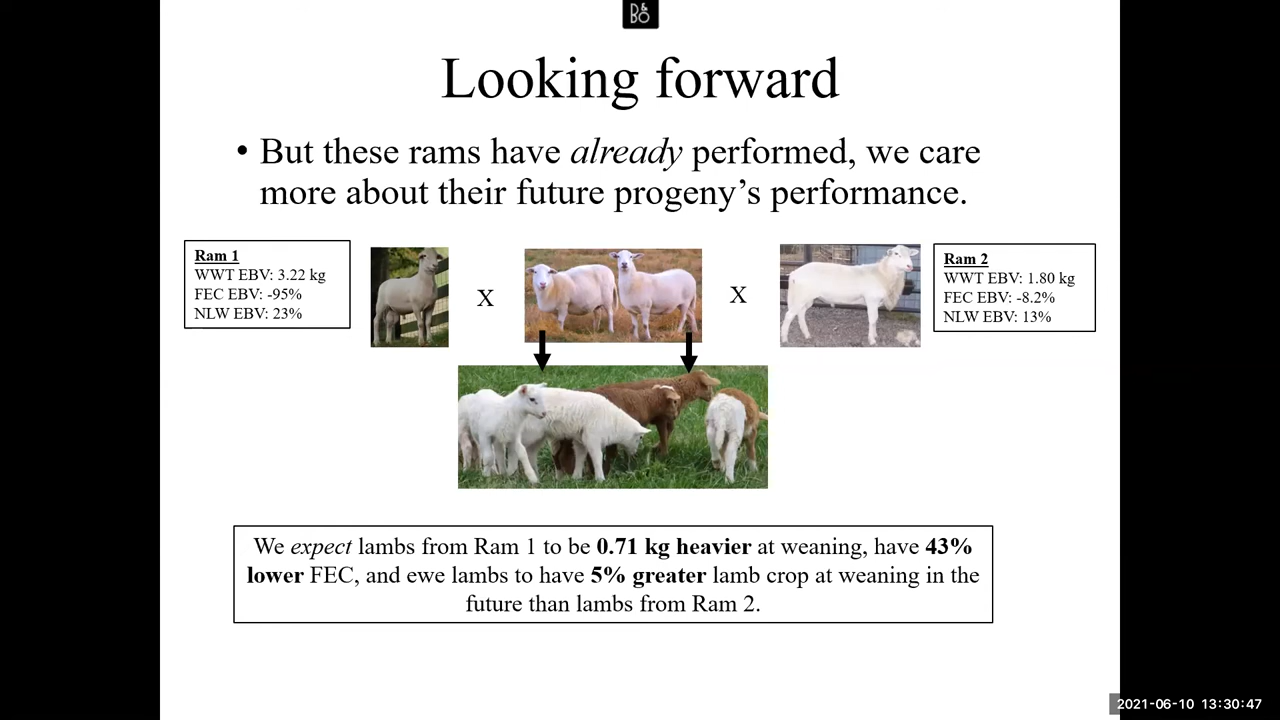 B&O
Looking forward
• But these rams have already performed, we care
more about their future progeny’s performance.
Ram 1
WWT EBV: 3.22 kg
FEC EBV: -95%
NLW EBV: 23%
X
X
Ram 2
WWT EBV: 1.80 kg
FEC EBV: -8.2%
NLW EBV: 13%
We expect lambs from Ram 1 to be 0.71 kg heavier at weaning, have 43%
lower FEC, and ewe lambs to have 5% greater lamb crop at weaning in the
future than lambs from Ram 2.
2021-06-10 13:30:47